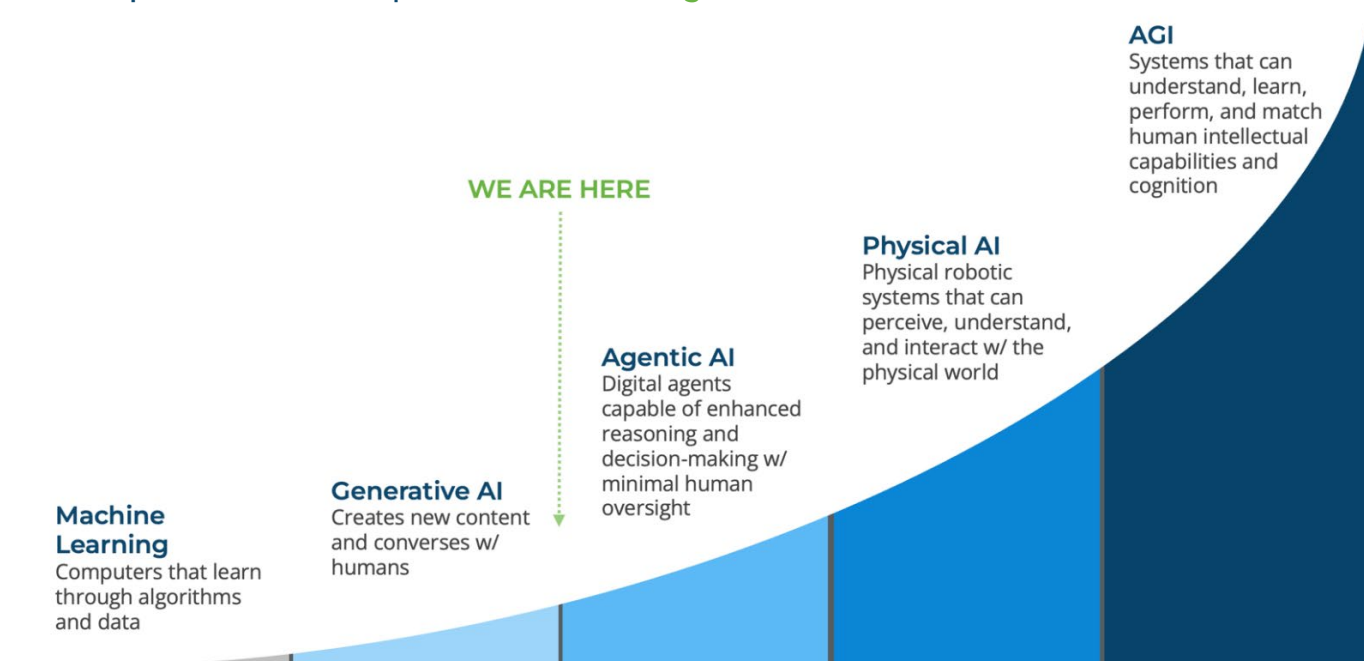 WE ARE HERE
Machine
Learning
Computers that learn
through algorithms
and data
Generative AI
Creates new content
and converses w/
humans
Agentic AI
Digital agents
capable of enhanced
reasoning and
decision-making w/
minimal human
oversight
Physical AI
Physical robotic
systems that can
perceive, understand,
and interact w/ the
physical world
AGI
Systems that can
understand, learn,
perform, and match
human intellectual
capabilities and
cognition